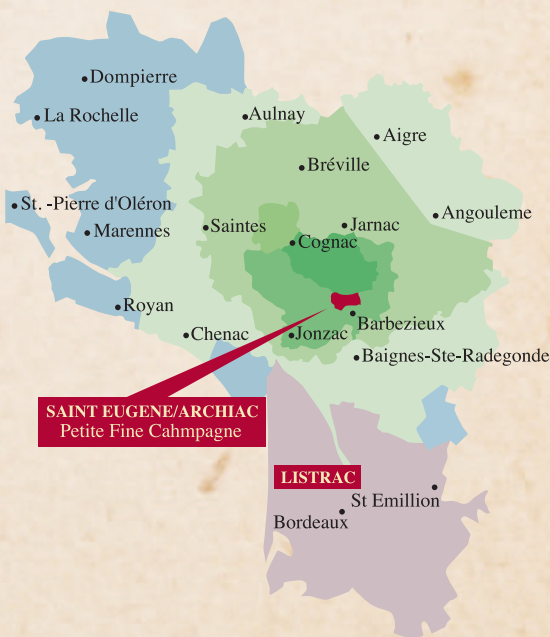 Dompierre
La Rochelle
Aulnay
Aigre
Bréville
St. -Pierre d'Oléron
Marennes
Saintes
Jarnac
Angouleme
Cognac
Royan
Barbezieux
Chenac
Jonzac
Baignes-Ste-Radegonde
SAINT EUGENE/ARCHIAC
Petite Fine Cahmpagne
LISTRAC
St Emillion
Bordeaux